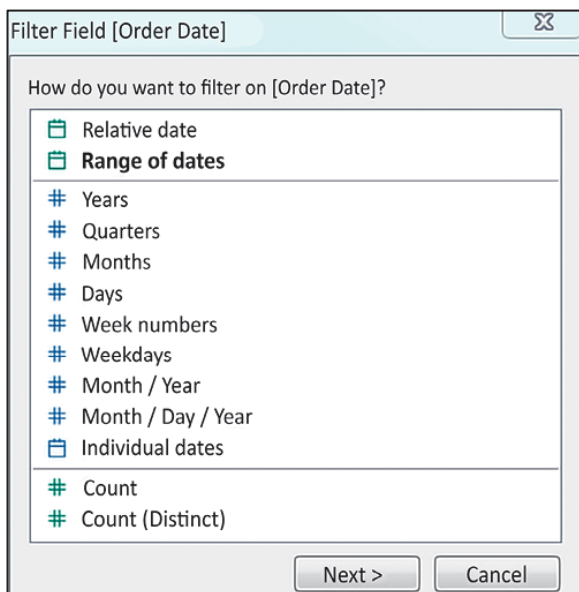 Filter Field [Order Date]
How do you want to filter on [Order Date]?
Relative date
Range of dates
Years
Quarters
Months
Days
Week numbers
Weekdays
Month / Year
Month / Day / Year
Individual dates
Count
Count (Distinct)
Next > Cancel